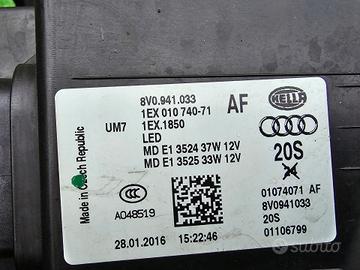 8V0.941.033
1EX 010 740-71
AF
HELLA
UM7
1EX.1850
LED
MD E1 3524 37W 12V
MD E1 3525 33W 12V
20S
Made in Czech Republic
CCC
A048519
01074071 AF
8V0941033
20S
01106799
28.01.2016
15:22:46
subito